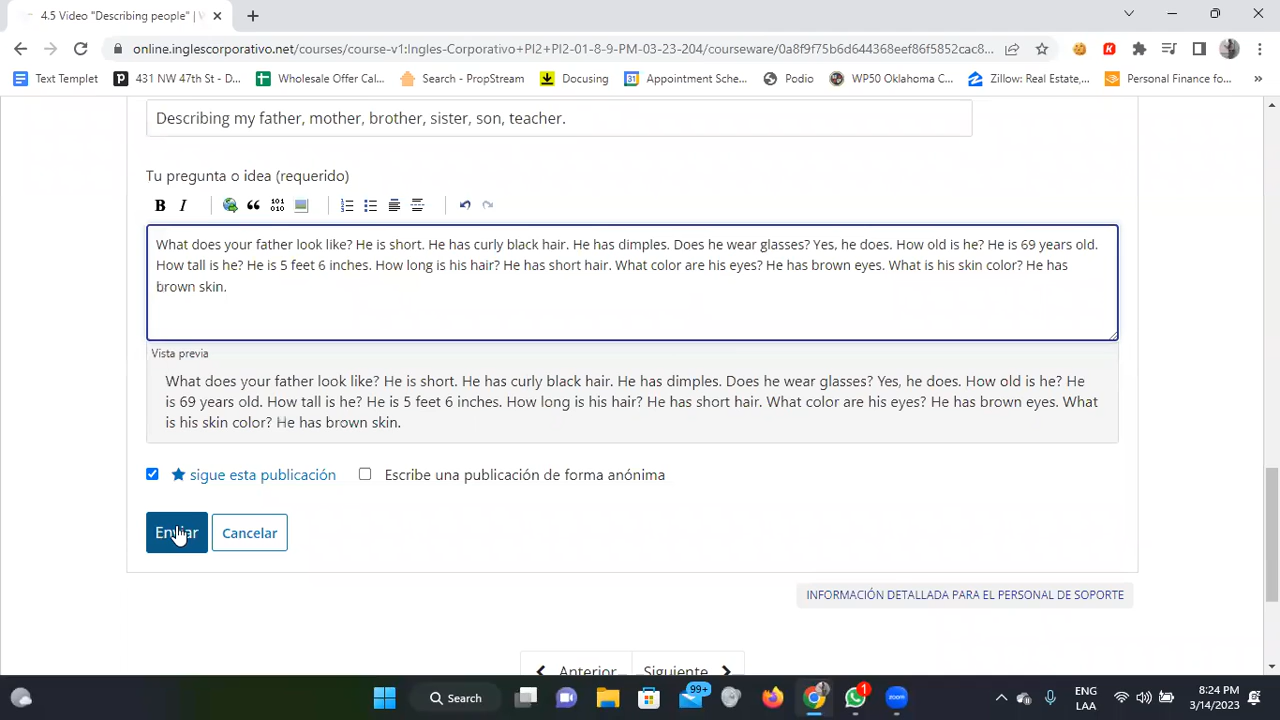 4.5 Video "Describing people" |
online.inglescorporativo.net/courses/course-v1:Ingles-Corporativo+PI2+PI2-01-8-9-PM-03-23-204/courseware/0a8f9f75b6d644368eef86f5852cac8...
Text Templet 431 NW 47th St - D... Wholesale Offer Cal... Search - PropStream Docusing Appointment Sche... Podio WP50 Oklahoma C... Zillow: Real Estate,... Personal Finance fo... »
Describing my father, mother, brother, sister, son, teacher.
Tu pregunta o idea (requerido)
B I
What does your father look like? He is short. He has curly black hair. He has dimples. Does he wear glasses? Yes, he does. How old is he? He is 69 years old.
How tall is he? He is 5 feet 6 inches. How long is his hair? He has short hair. What color are his eyes? He has brown eyes. What is his skin color? He has
brown skin.
Vista previa
What does your father look like? He is short. He has curly black hair. He has dimples. Does he wear glasses? Yes, he does. How old is he? He
is 69 years old. How tall is he? He is 5 feet 6 inches. How long is his hair? He has short hair. What color are his eyes? He has brown eyes. What
is his skin color? He has brown skin.
sigue esta publicación Escribe una publicación de forma anónima
Enviar Cancelar
INFORMACIÓN DETALLADA PARA EL PERSONAL DE SOPORTE
Anterior Siguiente
Search 99+ 1 zoom ENG 8:24 PM
LAA 3/14/2023